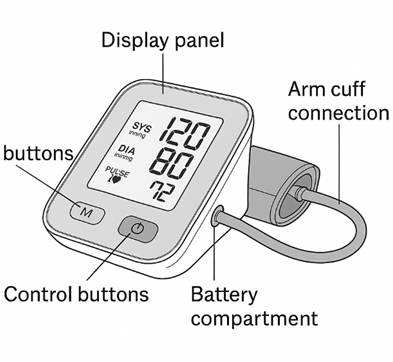 Display panel
Arm cuff
connection
buttons
SYS 120
mmHg
DIA 80
mmHg
PULSE 72
M
Control buttons
Battery
compartment